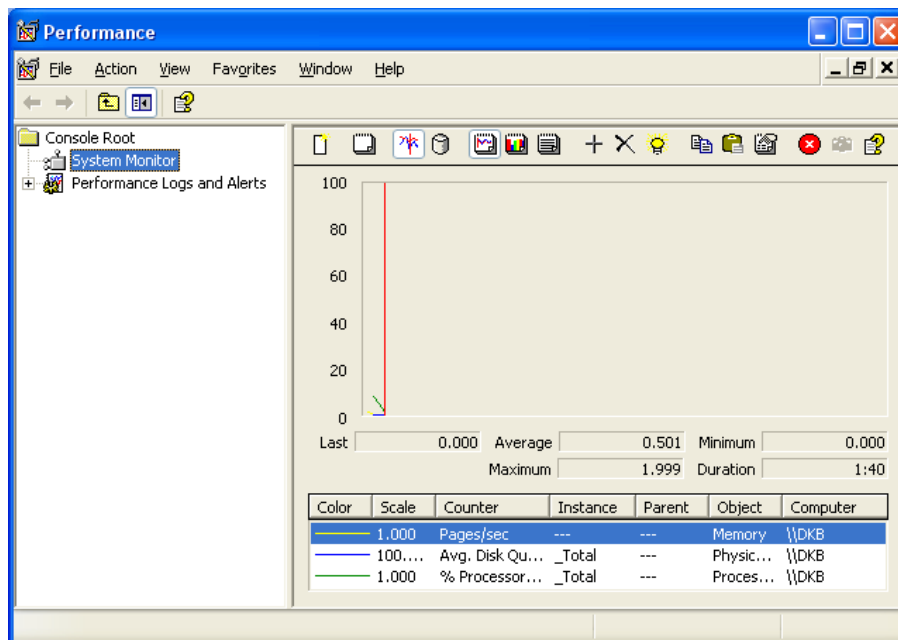 Performance
File Action View Favorites Window Help
Console Root
System Monitor
Performance Logs and Alerts
100
80
60
40
20
0
Last 0.000 Average 0.501 Minimum 0.000
Maximum 1.999 Duration 1:40
Color Scale Counter Instance Parent Object Computer
1.000 Pages/sec --- --- Memory \\DKB
100.... Avg. Disk Qu... _Total --- Physic... \\DKB
1.000 % Processor... _Total --- Proces... \\DKB